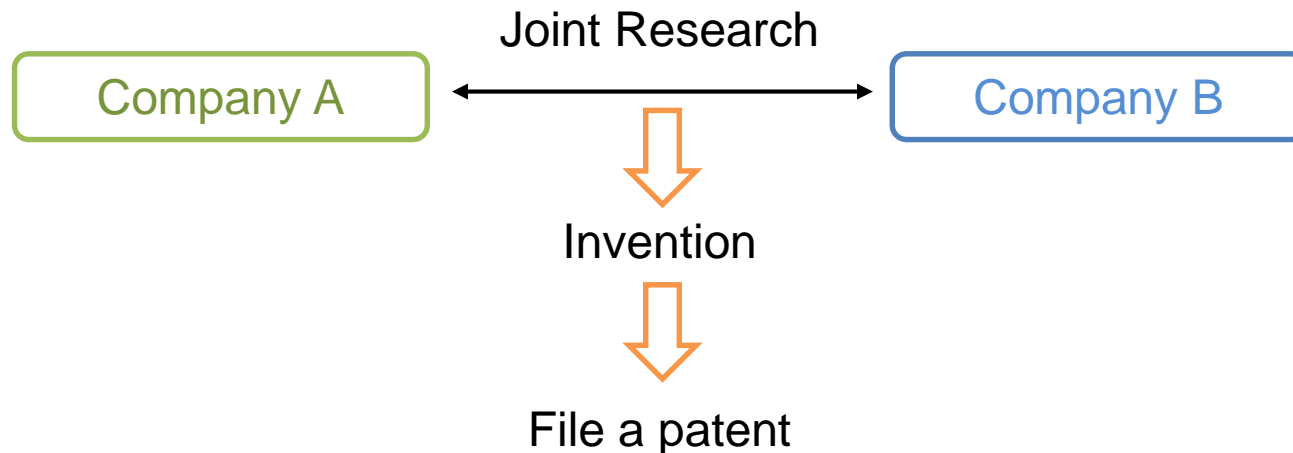 Joint Research
Company A
Company B
Invention
File a patent